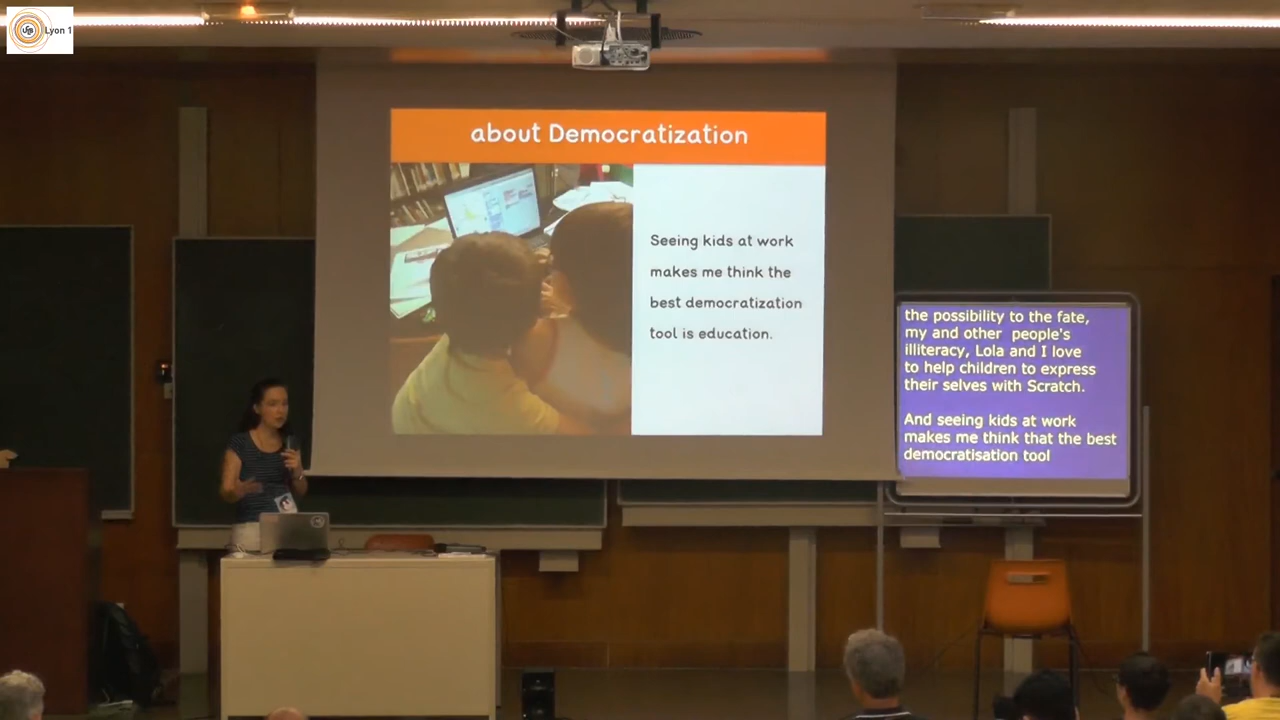 Lyon 1
about Democratization
Seeing kids at work
makes me think the
best democratization
tool is education.
the possibility to the fate,
my and other people's
illiteracy, Lola and I love
to help children to express
their selves with Scratch.
And seeing kids at work
makes me think that the best
democratisation tool